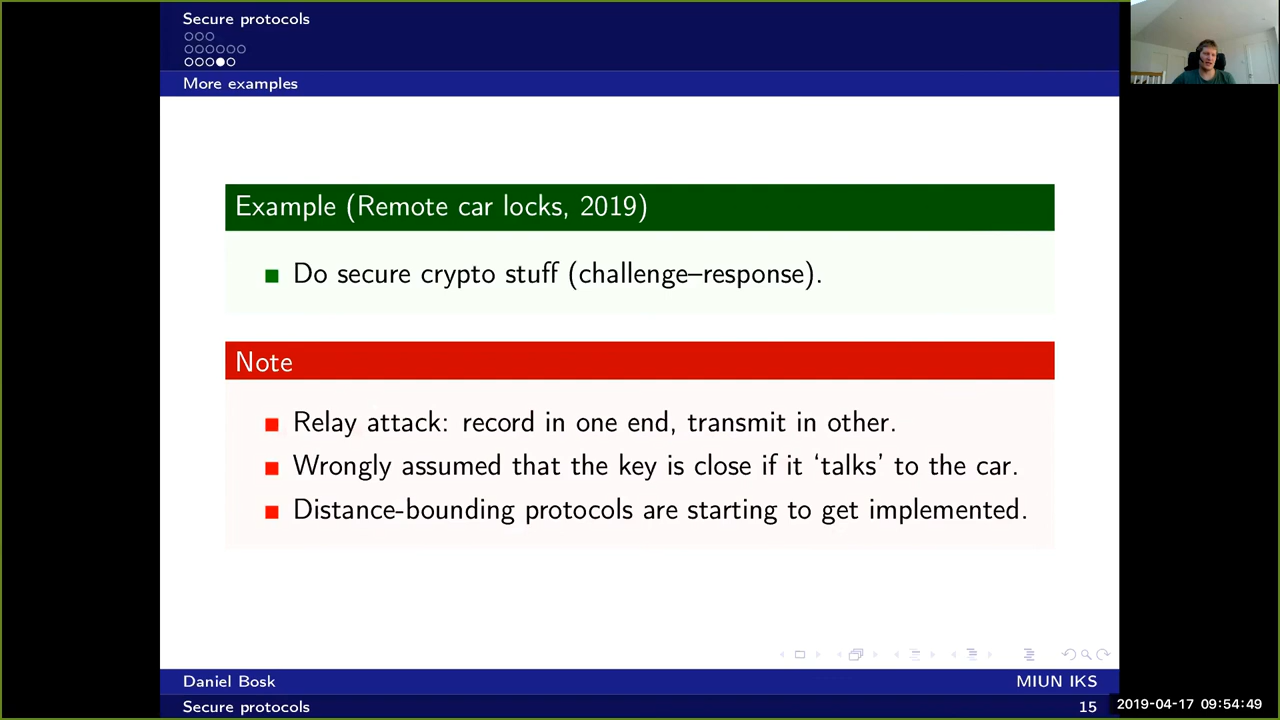 Secure protocols
More examples
Example (Remote car locks, 2019)
Do secure crypto stuff (challenge–response).
Note
Relay attack: record in one end, transmit in other.
Wrongly assumed that the key is close if it ‘talks’ to the car.
Distance-bounding protocols are starting to get implemented.
Daniel Bosk
MIUN IKS
Secure protocols
15
2019-04-17 09:54:49